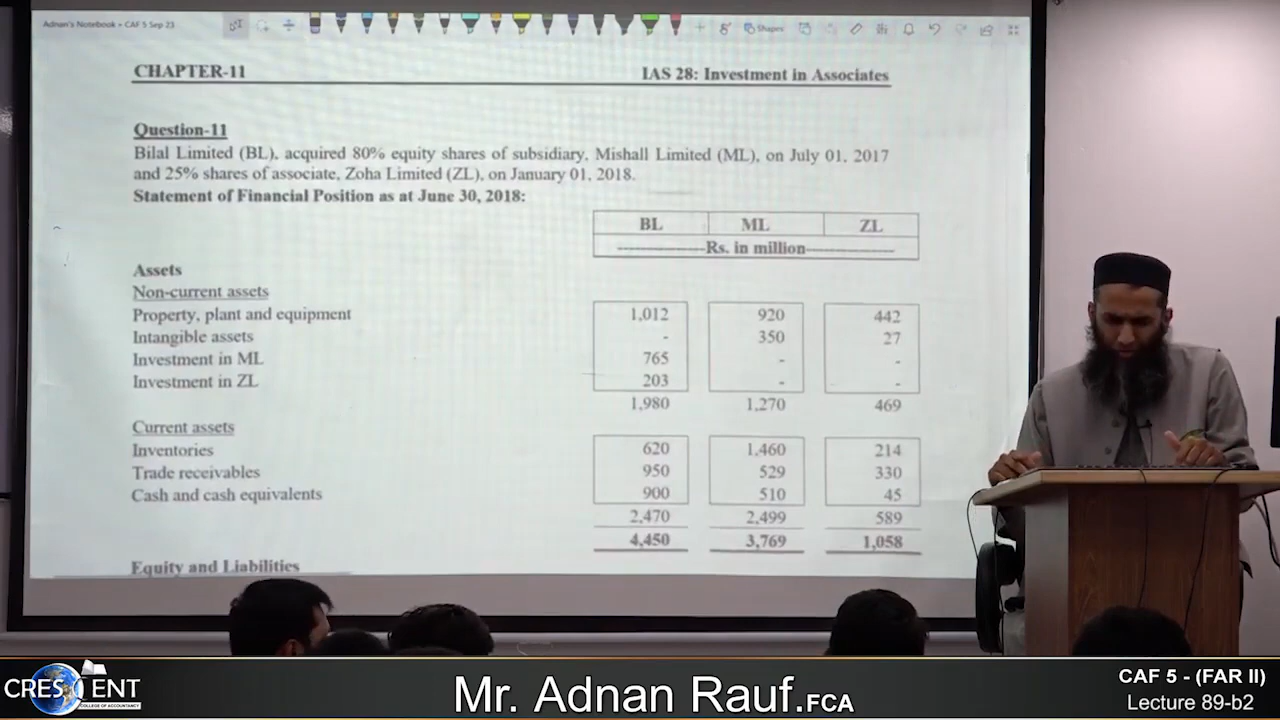 Adnan's Notebook • CAF 5 Sep 23
Shapes
CHAPTER-11 IAS 28: Investment in Associates
Question-11
Bilal Limited (BL), acquired 80% equity shares of subsidiary, Mishall Limited (ML), on July 01, 2017
and 25% shares of associate, Zoha Limited (ZL), on January 01, 2018.
Statement of Financial Position as at June 30, 2018:
BL ML ZL
Rs. in million
Assets
Non-current assets
Property, plant and equipment 1,012 920 442
Intangible assets - 350 27
Investment in ML 765 - -
Investment in ZL 203 - -
1,980 1,270 469
Current assets
Inventories 620 1,460 214
Trade receivables 950 529 330
Cash and cash equivalents 900 510 45
2,470 2,499 589
4,450 3,769 1,058
Equity and Liabilities
CRESCENT
COLLEGE OF ACCOUNTANCY
Mr. Adnan Rauf.FCA
CAF 5 - (FAR II)
Lecture 89-b2